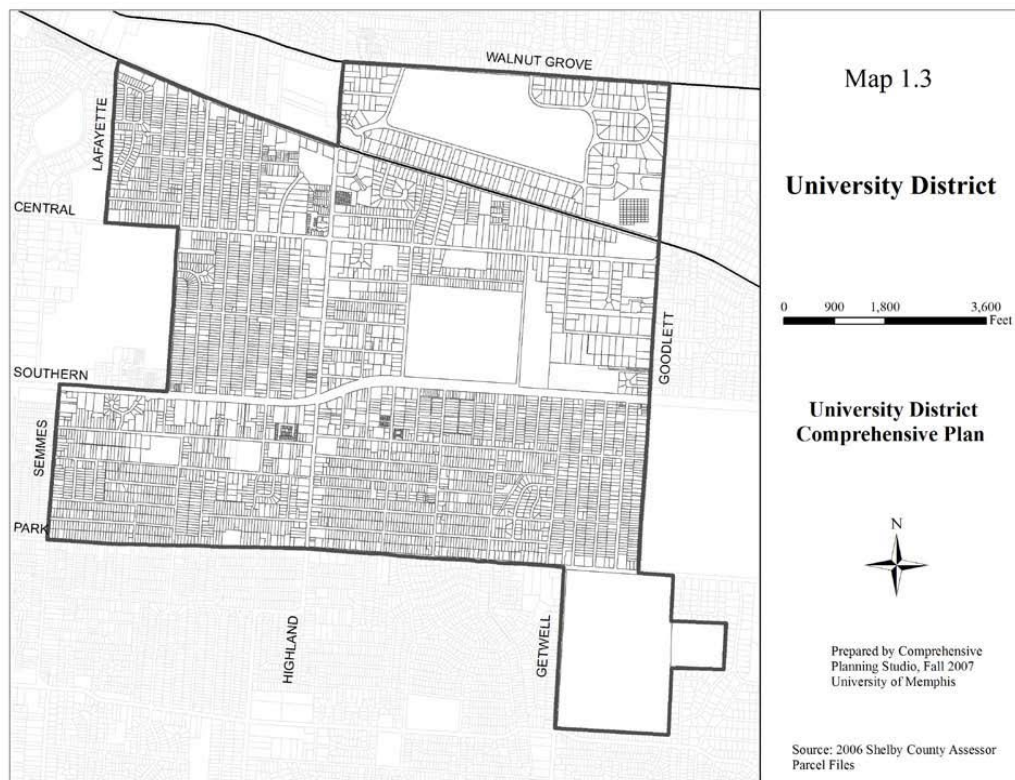 WALNUT GROVE
LAFAYETTE
CENTRAL
SOUTHERN
GOODLETT
SEMMES
PARK
HIGHLAND
GETWELL
Map 1.3
University District
0 900 1,800 3,600
Feet
University District
Comprehensive Plan
N
Prepared by Comprehensive
Planning Studio, Fall 2007
University of Memphis
Source: 2006 Shelby County Assessor
Parcel Files